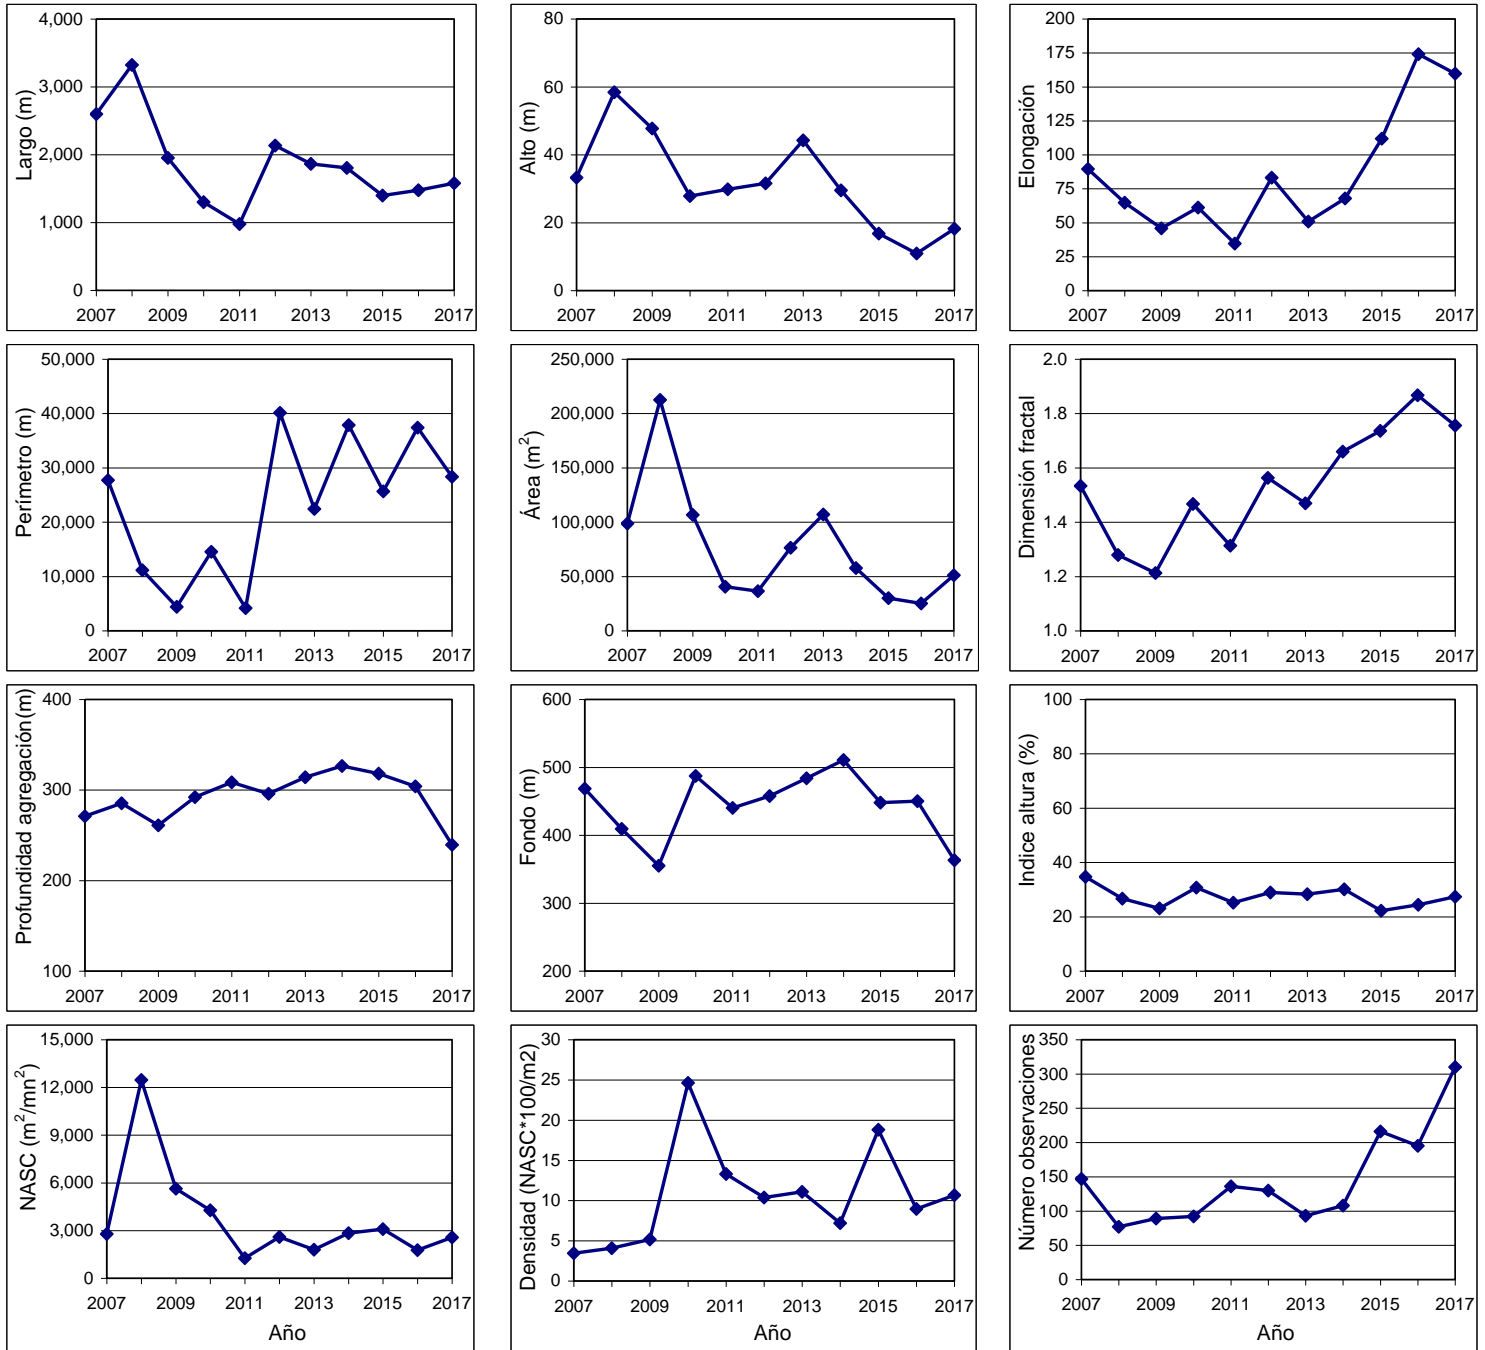 Largo (m)
4,000
3,000
2,000
1,000
0
2007 2009 2011 2013 2015 2017
Alto (m)
80
60
40
20
0
2007 2009 2011 2013 2015 2017
Elongación
200
175
150
125
100
75
50
25
0
2007 2009 2011 2013 2015 2017
Perímetro (m)
50,000
40,000
30,000
20,000
10,000
0
2007 2009 2011 2013 2015 2017
Área (m²)
250,000
200,000
150,000
100,000
50,000
0
2007 2009 2011 2013 2015 2017
Dimensión fractal
2.0
1.8
1.6
1.4
1.2
1.0
2007 2009 2011 2013 2015 2017
Profundidad agregación(m)
400
300
200
100
2007 2009 2011 2013 2015 2017
Fondo (m)
600
500
400
300
200
2007 2009 2011 2013 2015 2017
Indice altura (%)
100
80
60
40
20
0
2007 2009 2011 2013 2015 2017
NASC (m²/mn²)
15,000
12,000
9,000
6,000
3,000
0
2007 2009 2011 2013 2015 2017
Año
Densidad (NASC*100/m2)
30
25
20
15
10
5
0
2007 2009 2011 2013 2015 2017
Año
Número observaciones
350
300
250
200
150
100
50
0
2007 2009 2011 2013 2015 2017
Año